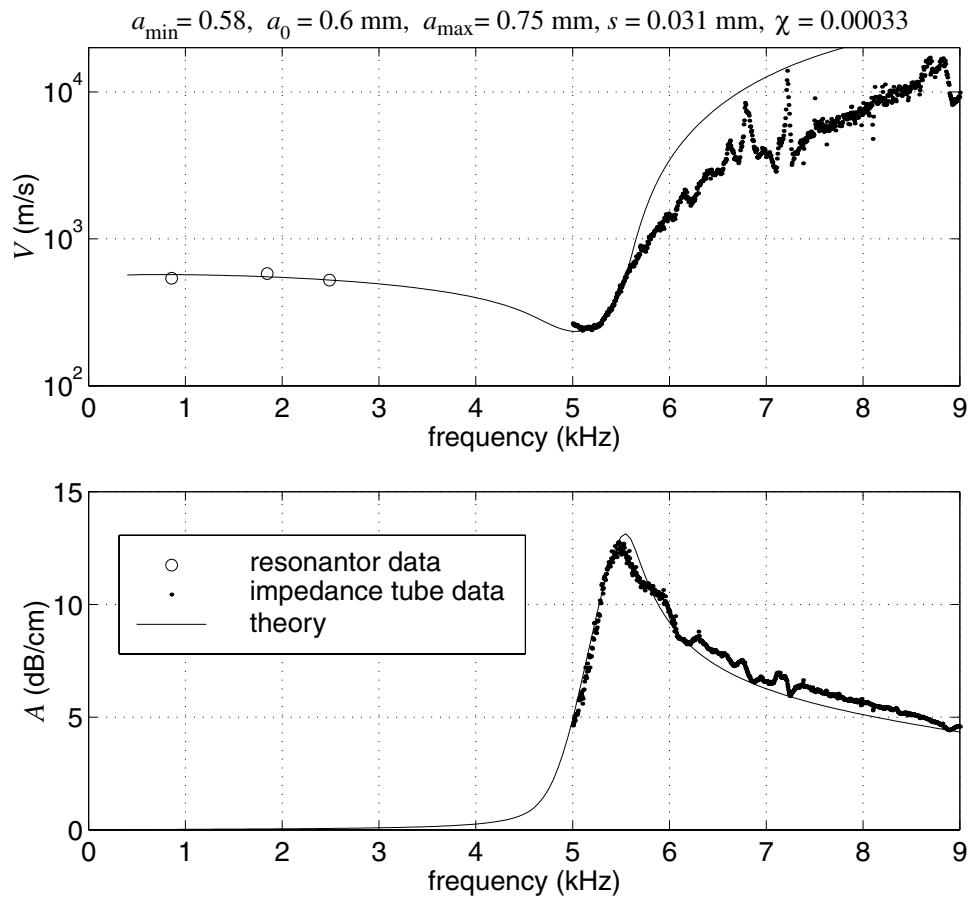 a_min = 0.58, a_0 = 0.6 mm, a_max = 0.75 mm, s = 0.031 mm, χ = 0.00033
10^4
10^3
10^2
V (m/s)
0 1 2 3 4 5 6 7 8 9
frequency (kHz)
15
10
5
0
A (dB/cm)
resonantor data
impedance tube data
theory
0 1 2 3 4 5 6 7 8 9
frequency (kHz)